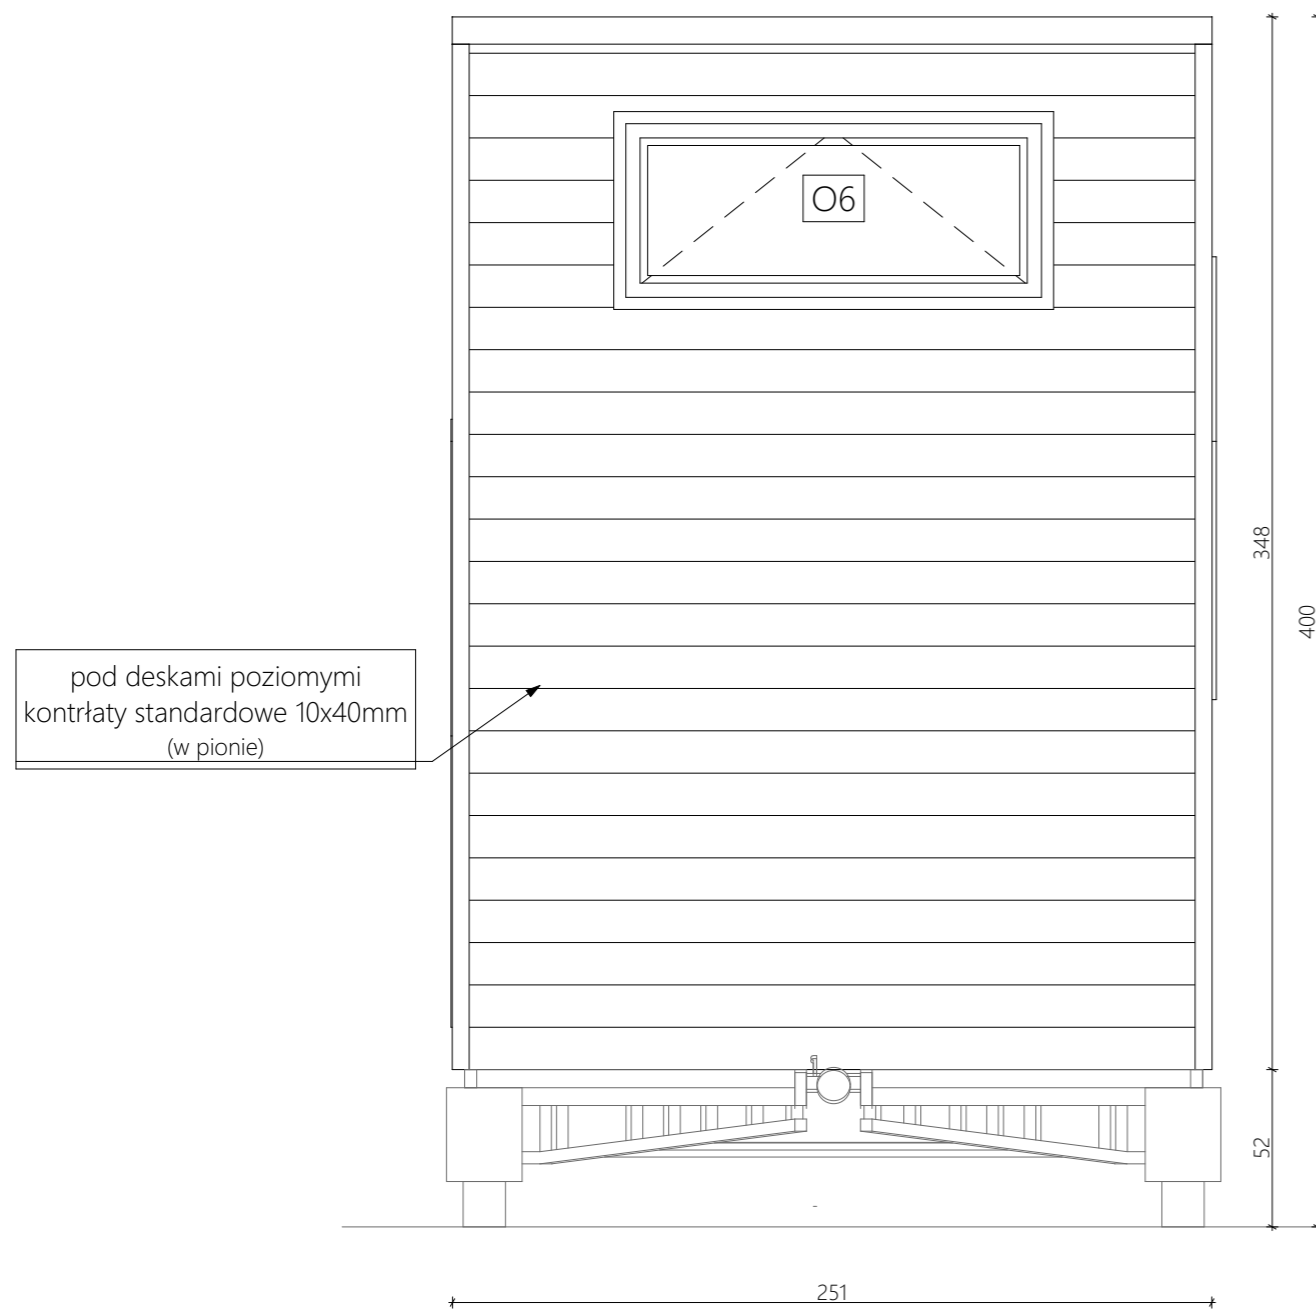 O6
348
400
pod deskami poziomymi
kontrłaty standardowe 10x40mm
(w pionie)
52
251